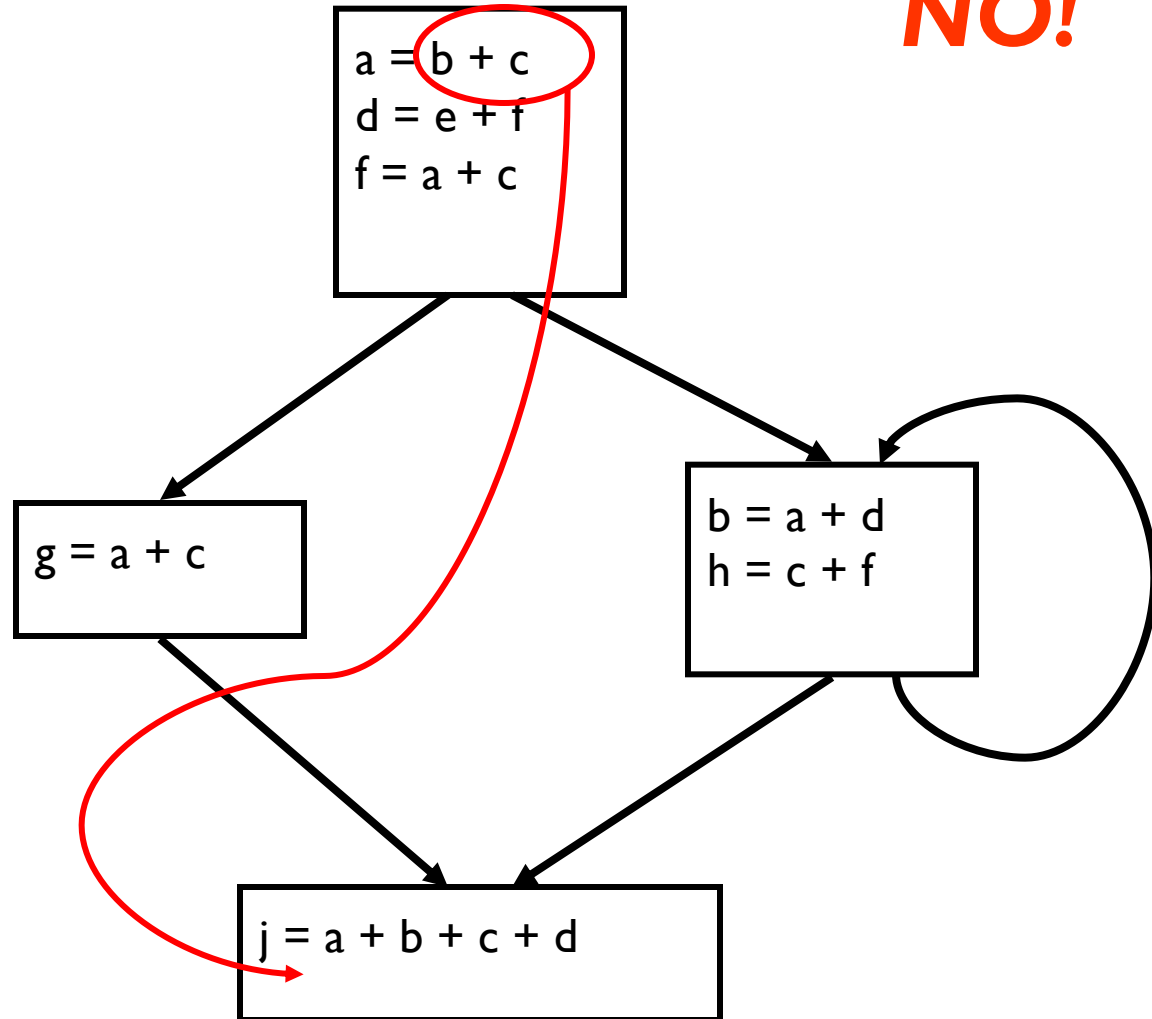 NO!
a = b + c
d = e + f
f = a + c
g = a + c
b = a + d
h = c + f
j = a + b + c + d